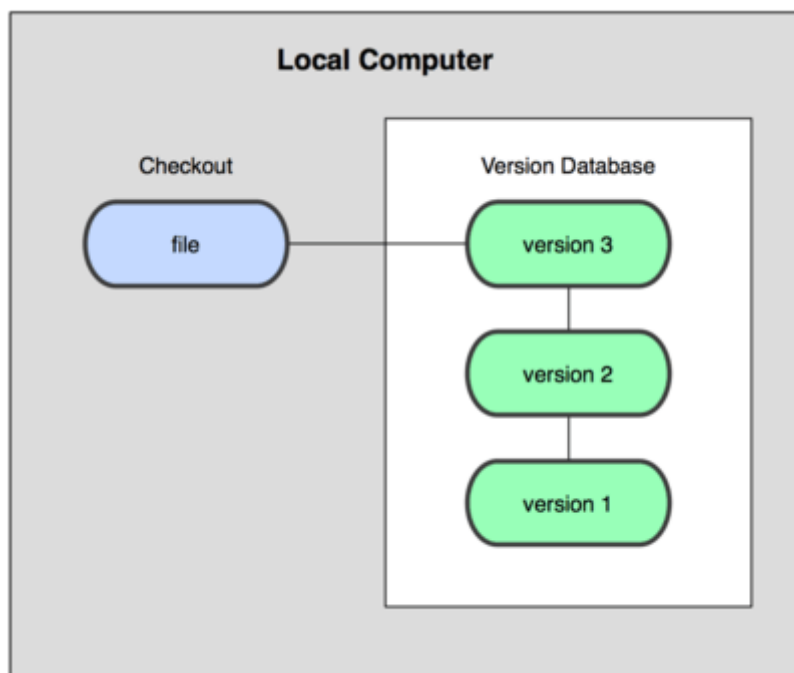 Local Computer
Checkout
Version Database
file
version 3
version 2
version 1